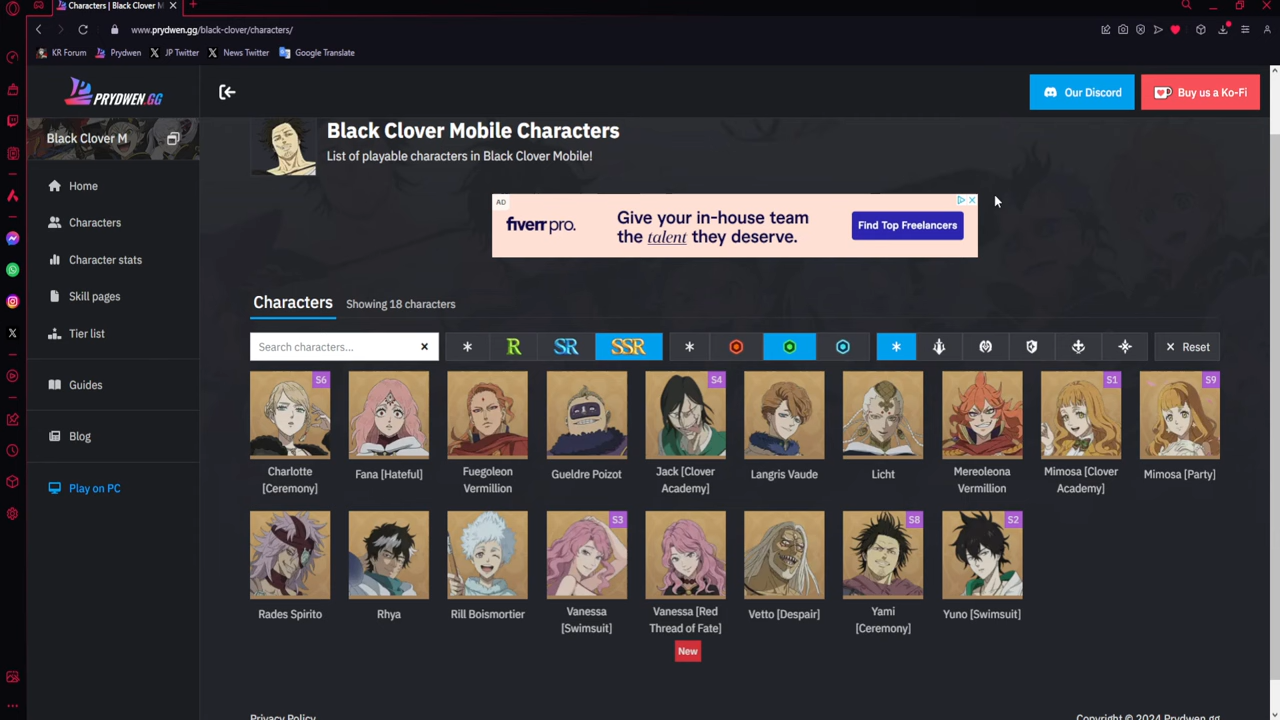 Characters | Black Clover M
www.prydwen.gg/black-clover/characters/
KR Forum
Prydwen
JP Twitter
News Twitter
Google Translate
PRYDWEN.GG
Our Discord
Buy us a Ko-Fi
Black Clover M
Home
Characters
Character stats
Skill pages
Tier list
Guides
Blog
Play on PC
Black Clover Mobile Characters
List of playable characters in Black Clover Mobile!
AD
fiverr pro.
Give your in-house team
the talent they deserve.
Find Top Freelancers
Characters Showing 18 characters
Search characters...
R
SR
SSR
Reset
S6
S4
S1
S9
Charlotte
[Ceremony]
Fana [Hateful]
Fuegoleon
Vermillion
Gueldre Poizot
Jack [Clover
Academy]
Langris Vaude
Licht
Mereoleona
Vermillion
Mimosa [Clover
Academy]
Mimosa [Party]
S3
S8
S2
Rades Spirito
Rhya
Rill Boismortier
Vanessa
[Swimsuit]
Vanessa [Red
Thread of Fate]
New
Vetto [Despair]
Yami
[Ceremony]
Yuno [Swimsuit]
Privacy Policy
Copyright © 2024 Prydwen.gg